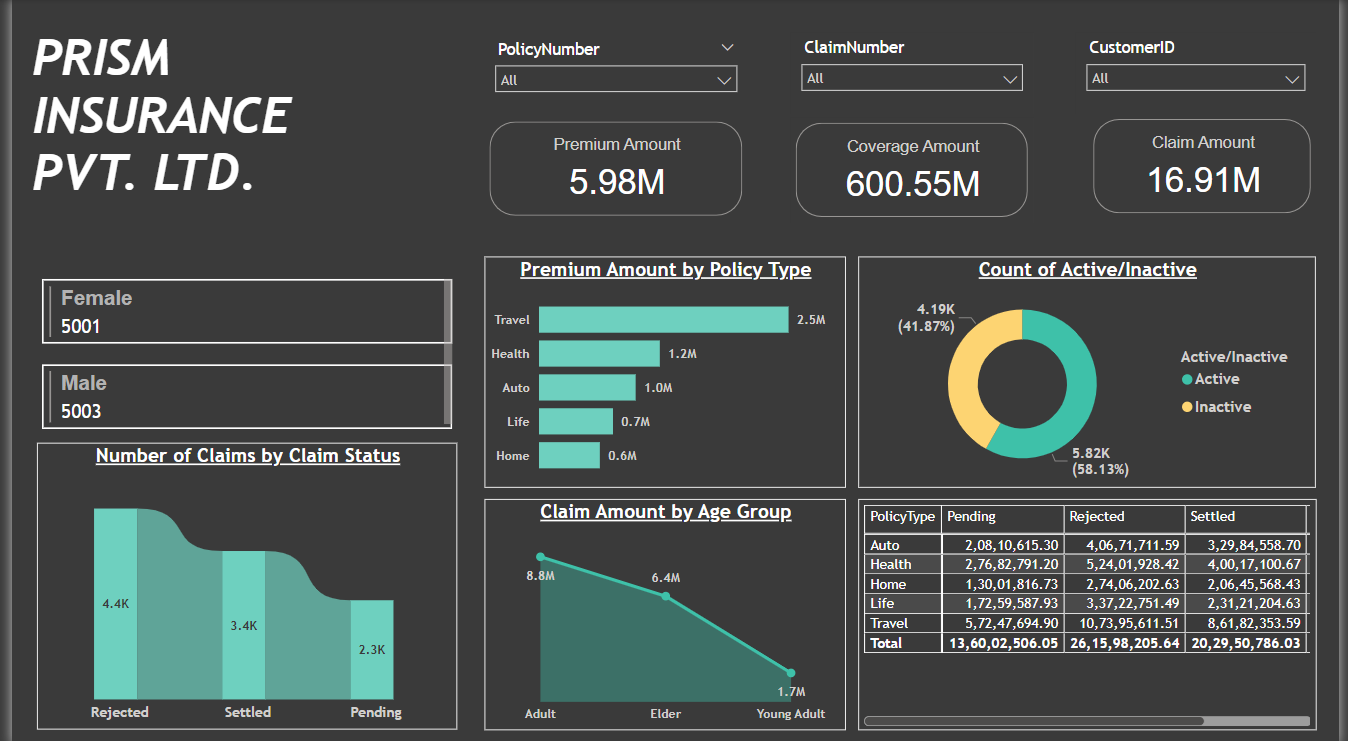 PRISM
INSURANCE
PVT. LTD.
PolicyNumber
All
ClaimNumber
All
CustomerID
All
Premium Amount
5.98M
Coverage Amount
600.55M
Claim Amount
16.91M
Female
5001
Male
5003
Number of Claims by Claim Status
4.4K
3.4K
2.3K
Rejected Settled Pending
Premium Amount by Policy Type
Travel 2.5M
Health 1.2M
Auto 1.0M
Life 0.7M
Home 0.6M
Count of Active/Inactive
4.19K
(41.87%)
5.82K
(58.13%)
Active/Inactive
Active
Inactive
Claim Amount by Age Group
8.8M
6.4M
1.7M
Adult Elder Young Adult
PolicyType Pending Rejected Settled
Auto 2,08,10,615.30 4,06,71,711.59 3,29,84,558.70
Health 2,76,82,791.20 5,24,01,928.42 4,00,17,100.67
Home 1,30,01,816.73 2,74,06,202.63 2,06,45,568.43
Life 1,72,59,587.93 3,37,22,751.49 2,31,21,204.63
Travel 5,72,47,694.90 10,73,95,611.51 8,61,82,353.59
Total 13,60,02,506.05 26,15,98,205.64 20,29,50,786.03